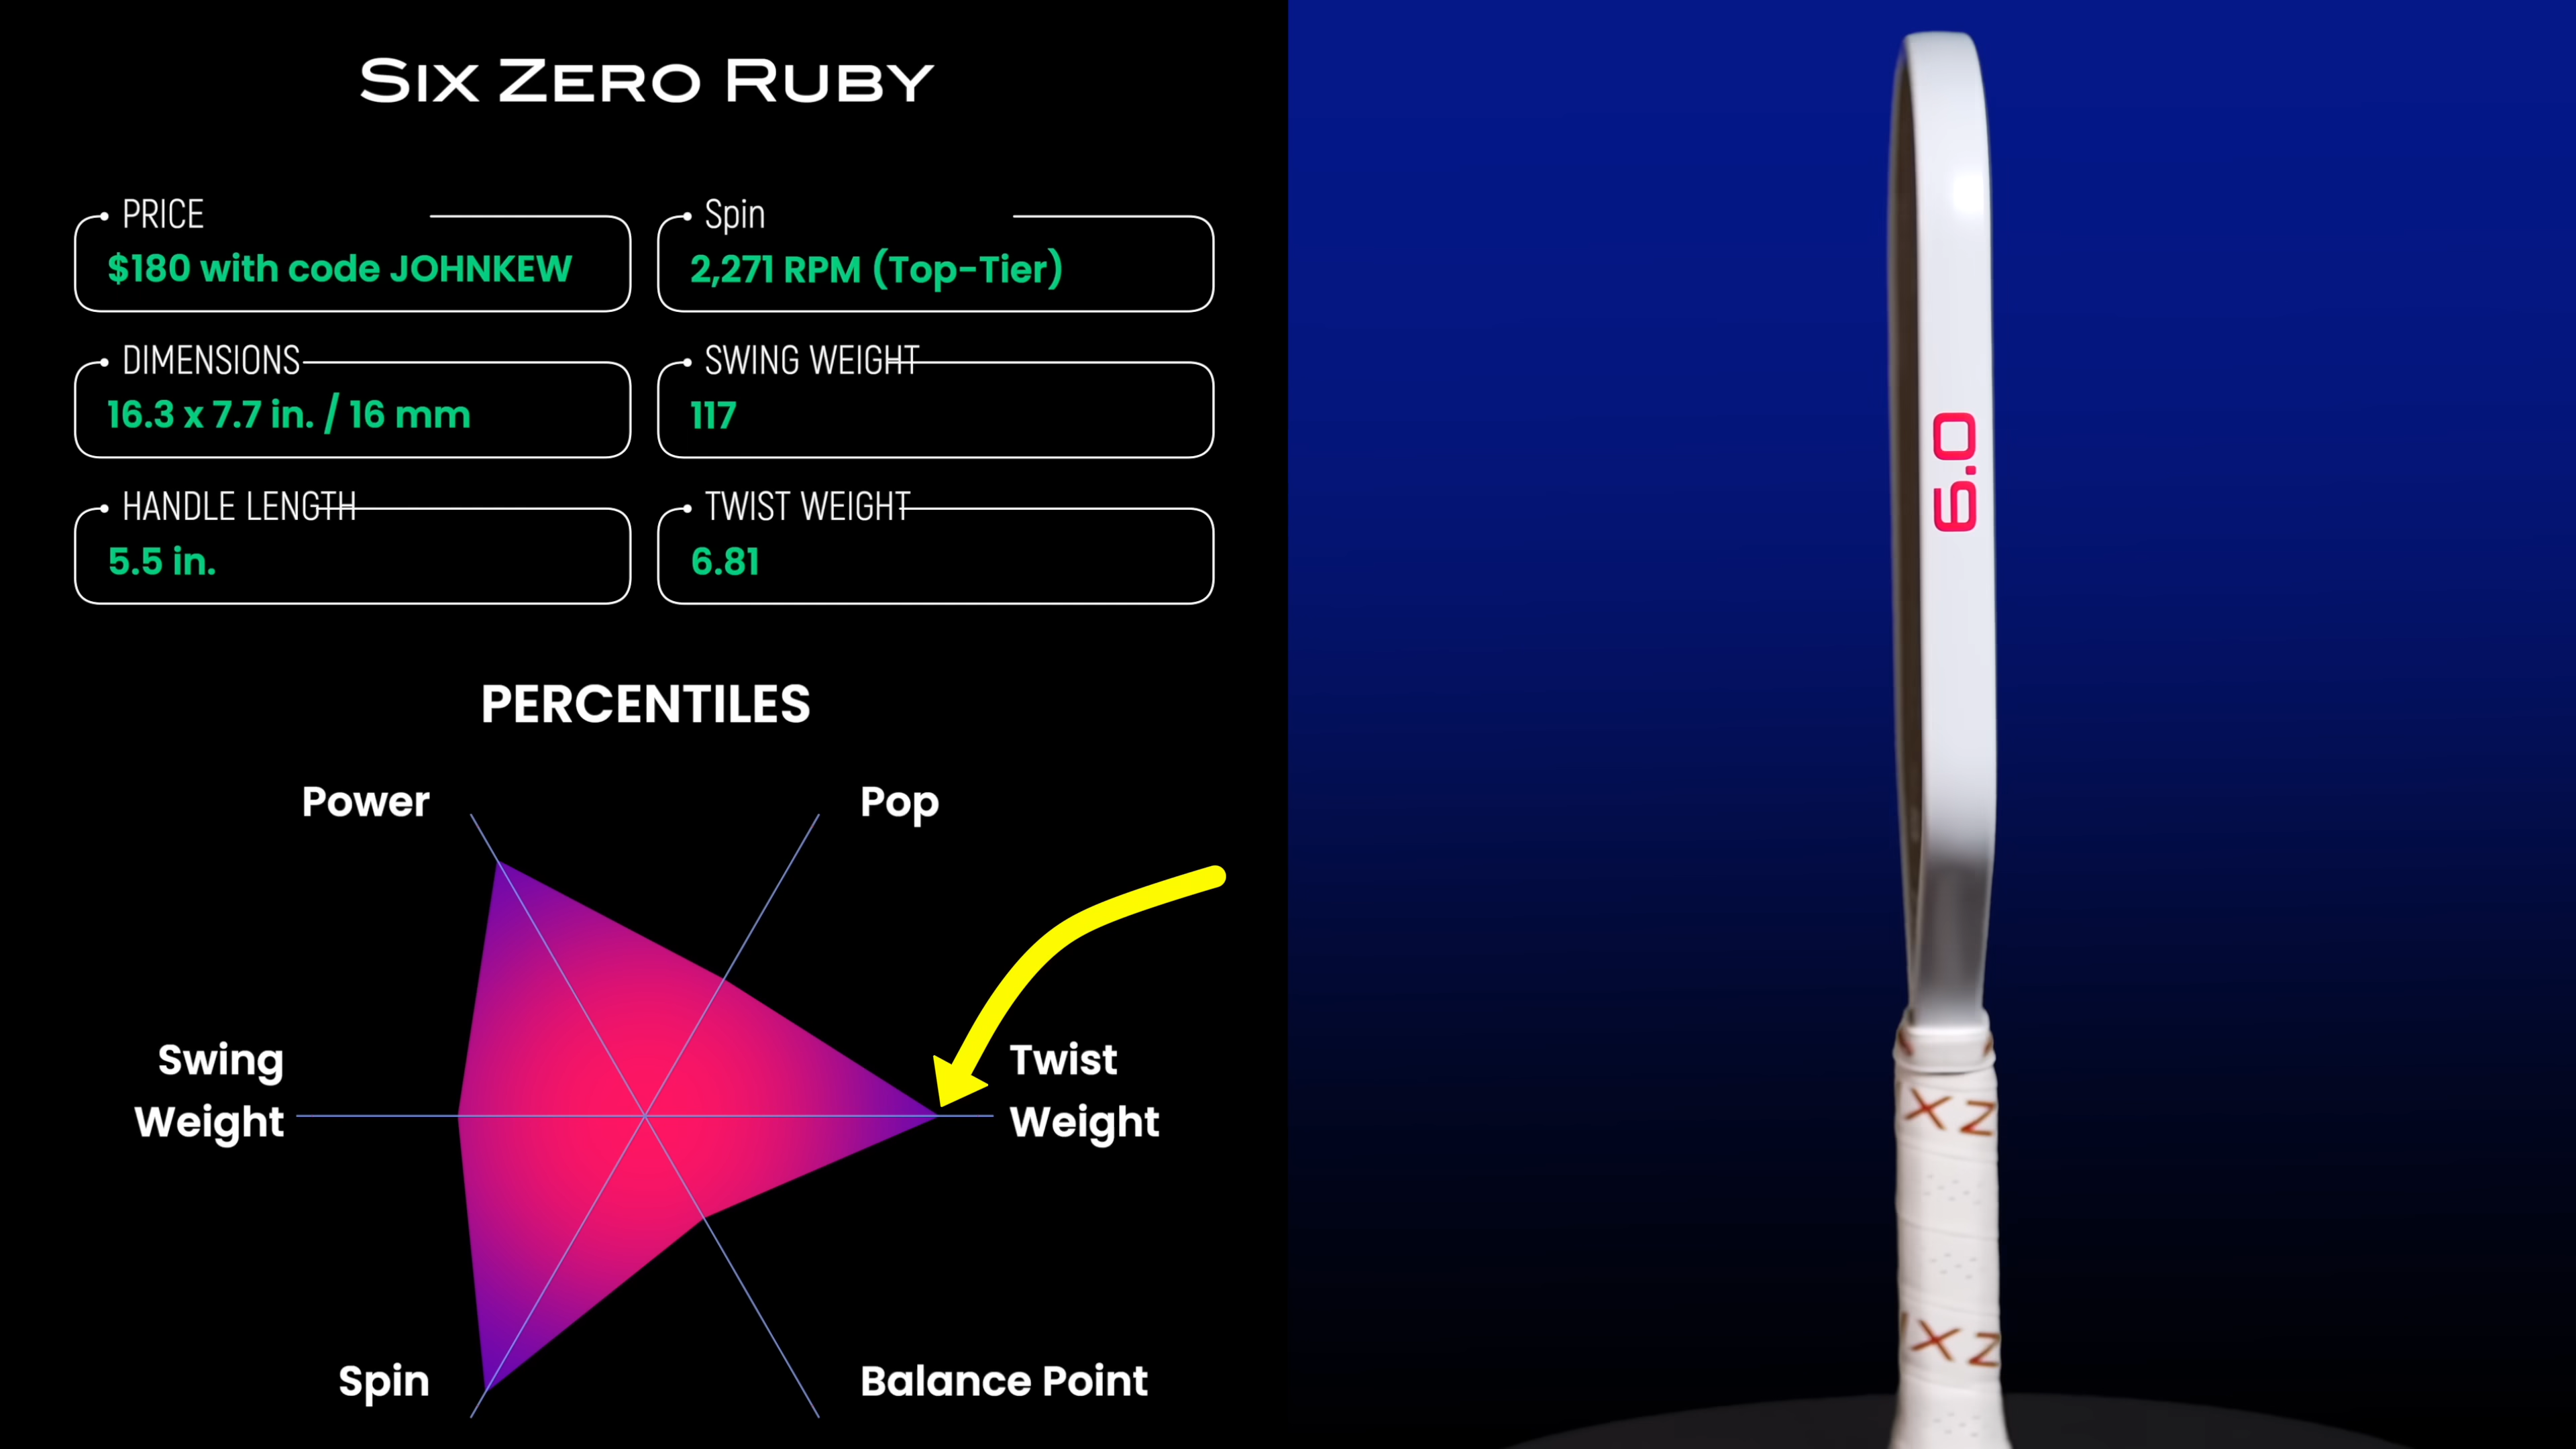 SIX ZERO RUBY
PRICE
$180 with code JOHNKEW
Spin
2,271 RPM (Top-Tier)
DIMENSIONS
16.3 x 7.7 in. / 16 mm
SWING WEIGHT
117
HANDLE LENGTH
5.5 in.
TWIST WEIGHT
6.81
PERCENTILES
Power
Pop
Swing
Weight
Twist
Weight
Spin
Balance Point
6.0
XZ
IXZ